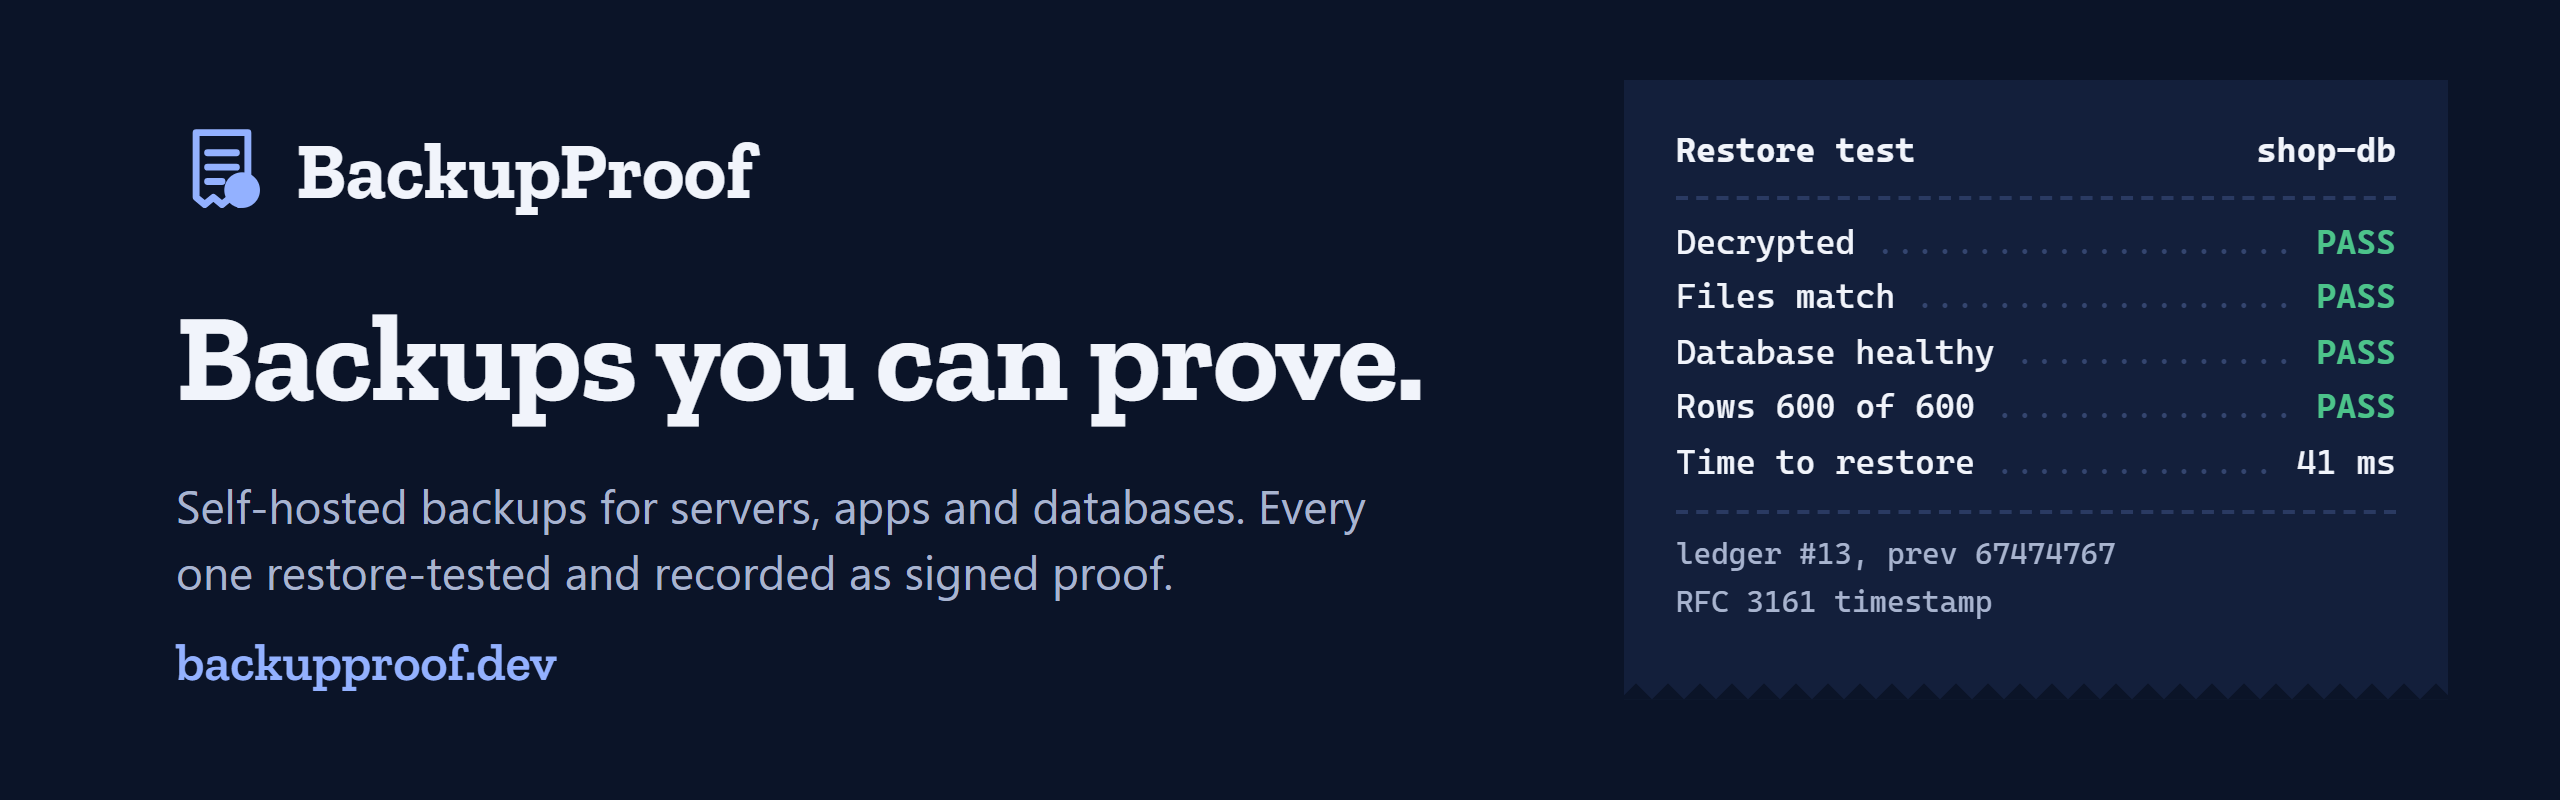 BackupProof
Backups you can prove.
Self-hosted backups for servers, apps and databases. Every
one restore-tested and recorded as signed proof.
backupproof.dev
Restore test shop-db
Decrypted . . . . . . . . . . . . . . . . . . . . . PASS
Files match . . . . . . . . . . . . . . . . . . . PASS
Database healthy . . . . . . . . . . . . . . PASS
Rows 600 of 600 . . . . . . . . . . . . . . . PASS
Time to restore . . . . . . . . . . . . . . 41 ms
ledger #13, prev 67474767
RFC 3161 timestamp